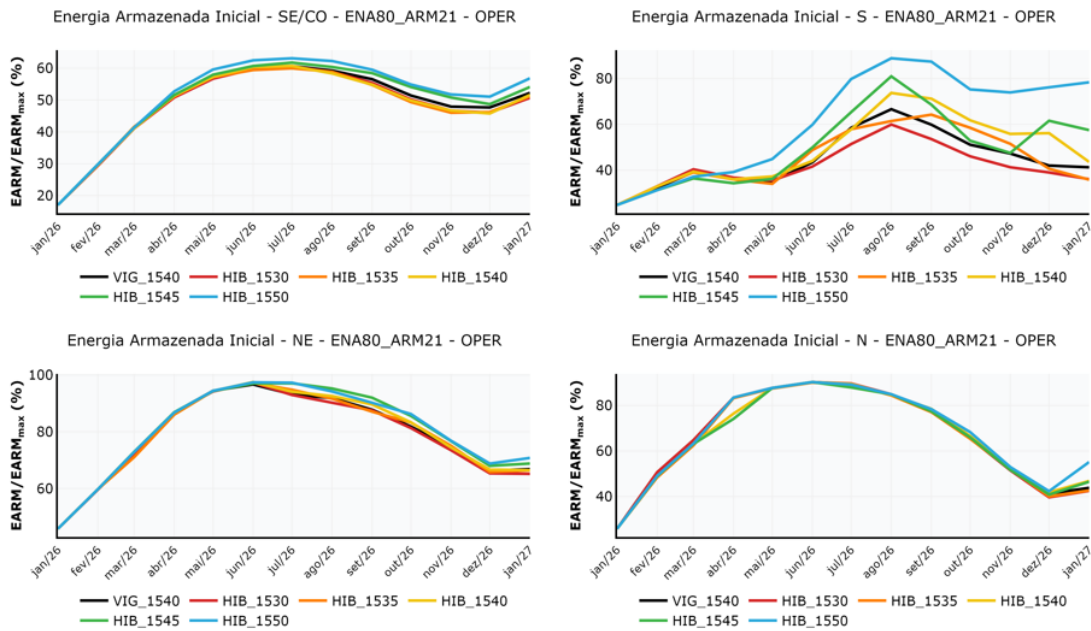 Energia Armazenada Inicial - SE/CO - ENA80_ARM21 - OPER
EARM/EARMmax (%)
60
50
40
30
20
jan/26 fev/26 mar/26 abr/26 mai/26 jun/26 jul/26 ago/26 set/26 out/26 nov/26 dez/26 jan/27
VIG_1540 HIB_1530 HIB_1535 HIB_1540
HIB_1545 HIB_1550
Energia Armazenada Inicial - S - ENA80_ARM21 - OPER
EARM/EARMmax (%)
80
60
40
jan/26 fev/26 mar/26 abr/26 mai/26 jun/26 jul/26 ago/26 set/26 out/26 nov/26 dez/26 jan/27
VIG_1540 HIB_1530 HIB_1535 HIB_1540
HIB_1545 HIB_1550
Energia Armazenada Inicial - NE - ENA80_ARM21 - OPER
EARM/EARMmax (%)
100
80
60
jan/26 fev/26 mar/26 abr/26 mai/26 jun/26 jul/26 ago/26 set/26 out/26 nov/26 dez/26 jan/27
VIG_1540 HIB_1530 HIB_1535 HIB_1540
HIB_1545 HIB_1550
Energia Armazenada Inicial - N - ENA80_ARM21 - OPER
EARM/EARMmax (%)
80
60
40
jan/26 fev/26 mar/26 abr/26 mai/26 jun/26 jul/26 ago/26 set/26 out/26 nov/26 dez/26 jan/27
VIG_1540 HIB_1530 HIB_1535 HIB_1540
HIB_1545 HIB_1550